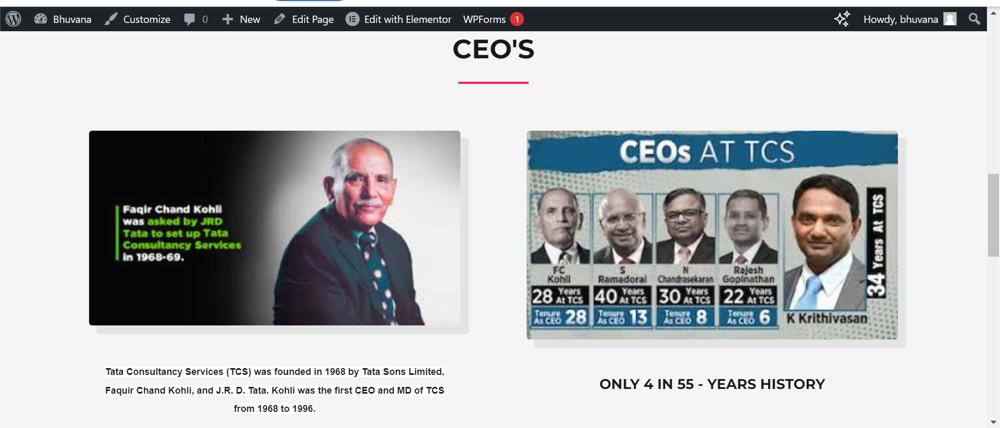 Bhuvana Customize 0 New Edit Page Edit with Elementor WPForms 1 Howdy, bhuvana
CEO'S
Faqir Chand Kohli
was asked by JRD
Tata to set up Tata
Consultancy Services
in 1968-69.
Tata Consultancy Services (TCS) was founded in 1968 by Tata Sons Limited,
Faquir Chand Kohli, and J.R. D. Tata. Kohli was the first CEO and MD of TCS
from 1968 to 1996.
CEOs AT TCS
FC
Kohli
28 Years
At TCS
Tenure
As CEO 28
S
Ramadorai
40 Years
At TCS
Tenure
As CEO 13
N
Chandrasekaran
30 Years
At TCS
Tenure
As CEO 8
Rajesh
Gopinathan
22 Years
At TCS
Tenure
As CEO 6
K Krithivasan
34 Years At TCS
ONLY 4 IN 55 - YEARS HISTORY